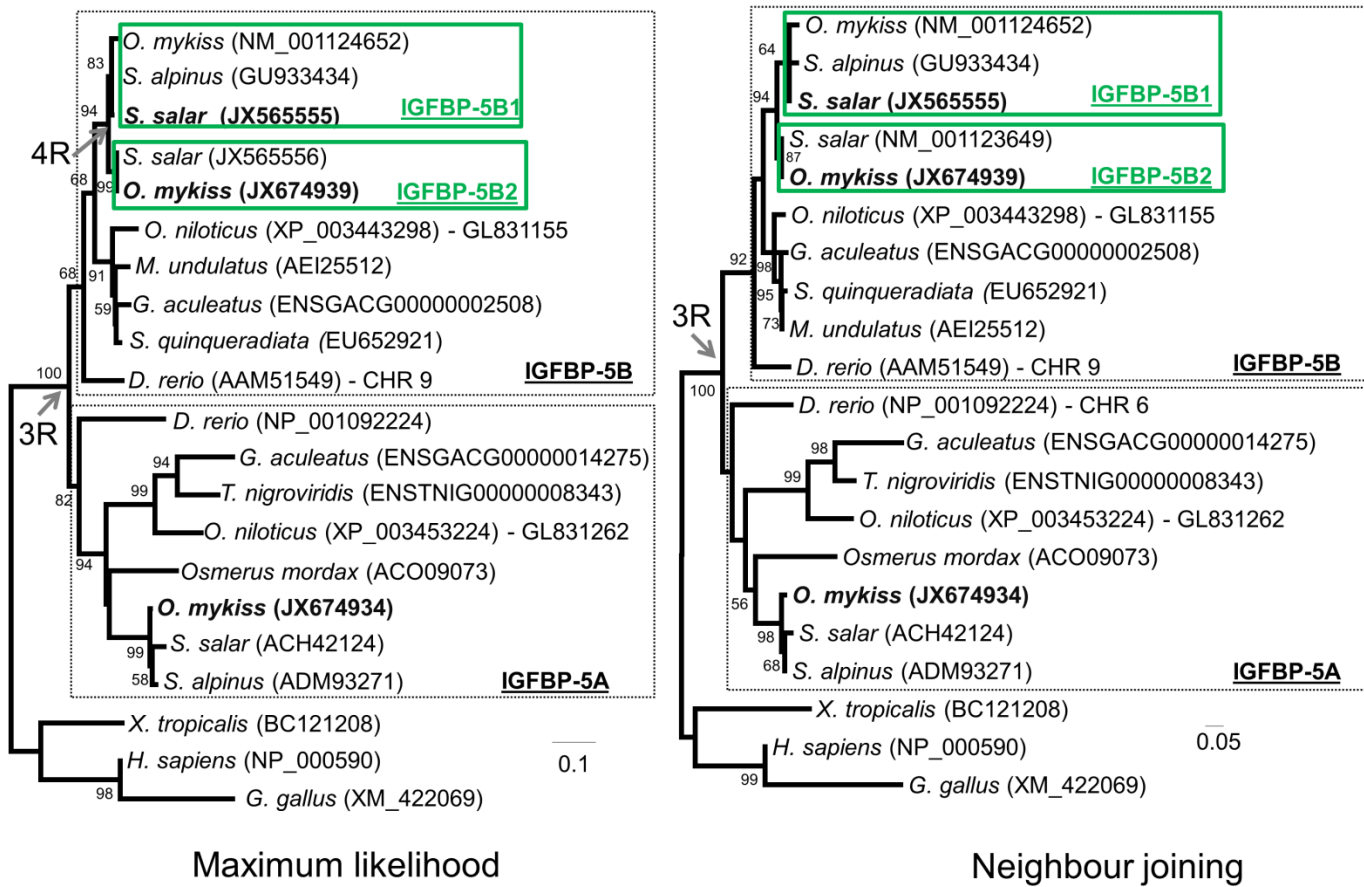 O. mykiss (NM_001124652)
83
S. alpinus (GU933434)
94
S. salar (JX565555)
IGFBP-5B1
4R
S. salar (JX565556)
68
99
O. mykiss (JX674939)
IGFBP-5B2
O. niloticus (XP_003443298) - GL831155
M. undulatus (AEI25512)
68
91
G. aculeatus (ENSGACG00000002508)
59
S. quinqueradiata (EU652921)
IGFBP-5B
100
D. rerio (AAM51549) - CHR 9
3R
D. rerio (NP_001092224)
94
G. aculeatus (ENSGACG00000014275)
99
T. nigroviridis (ENSTNIG00000008343)
82
O. niloticus (XP_003453224) - GL831262
94
Osmerus mordax (ACO09073)
O. mykiss (JX674934)
S. salar (ACH42124)
99
58
S. alpinus (ADM93271)
IGFBP-5A
X. tropicalis (BC121208)
H. sapiens (NP_000590)
0.1
98
G. gallus (XM_422069)
Maximum likelihood
O. mykiss (NM_001124652)
64
S. alpinus (GU933434)
94
S. salar (JX565555)
IGFBP-5B1
S. salar (NM_001123649)
87
O. mykiss (JX674939)
IGFBP-5B2
O. niloticus (XP_003443298) - GL831155
G. aculeatus (ENSGACG00000002508)
92
98
S. quinqueradiata (EU652921)
95
3R
73
M. undulatus (AEI25512)
D. rerio (AAM51549) - CHR 9
IGFBP-5B
100
D. rerio (NP_001092224) - CHR 6
98
G. aculeatus (ENSGACG00000014275)
99
T. nigroviridis (ENSTNIG00000008343)
O. niloticus (XP_003453224) - GL831262
Osmerus mordax (ACO09073)
56
O. mykiss (JX674934)
98
S. salar (ACH42124)
68
S. alpinus (ADM93271)
IGFBP-5A
X. tropicalis (BC121208)
0.05
H. sapiens (NP_000590)
99
G. gallus (XM_422069)
Neighbour joining